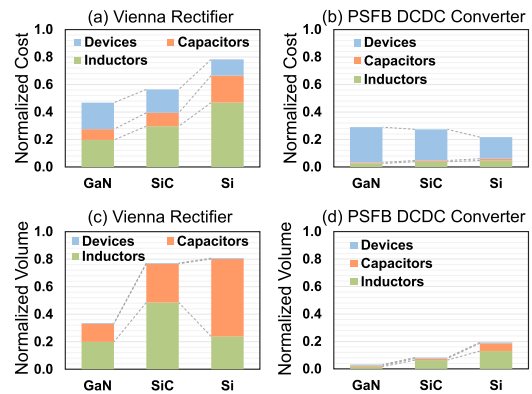 (a) Vienna Rectifier
Normalized Cost
1.0
0.8
0.6
0.4
0.2
0.0
Devices
Capacitors
Inductors
GaN
SiC
Si
(b) PSFB DCDC Converter
Normalized Cost
1.0
0.8
0.6
0.4
0.2
0.0
Devices
Capacitors
Inductors
GaN
SiC
Si
(c) Vienna Rectifier
Normalized Volume
1.0
0.8
0.6
0.4
0.2
0.0
Devices
Capacitors
Inductors
GaN
SiC
Si
(d) PSFB DCDC Converter
Normalized Volume
1.0
0.8
0.6
0.4
0.2
0.0
Devices
Capacitors
Inductors
GaN
SiC
Si